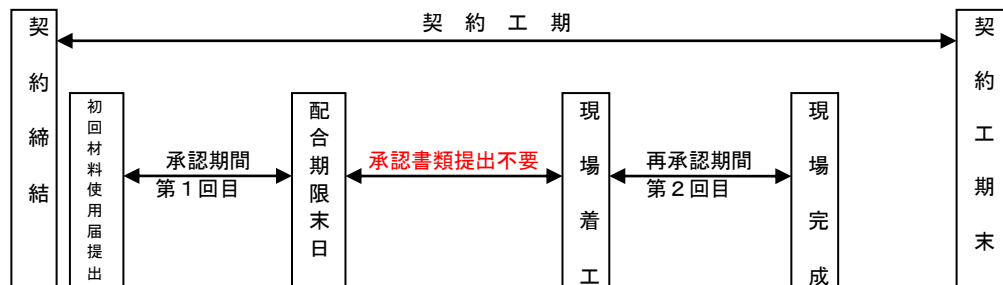 契約締結
契約工期
契約工期末
初回材料使用届提出
承認期間
第１回目
配合期限末日
承認書類提出不要
現場着工
再承認期間
第２回目
現場完成